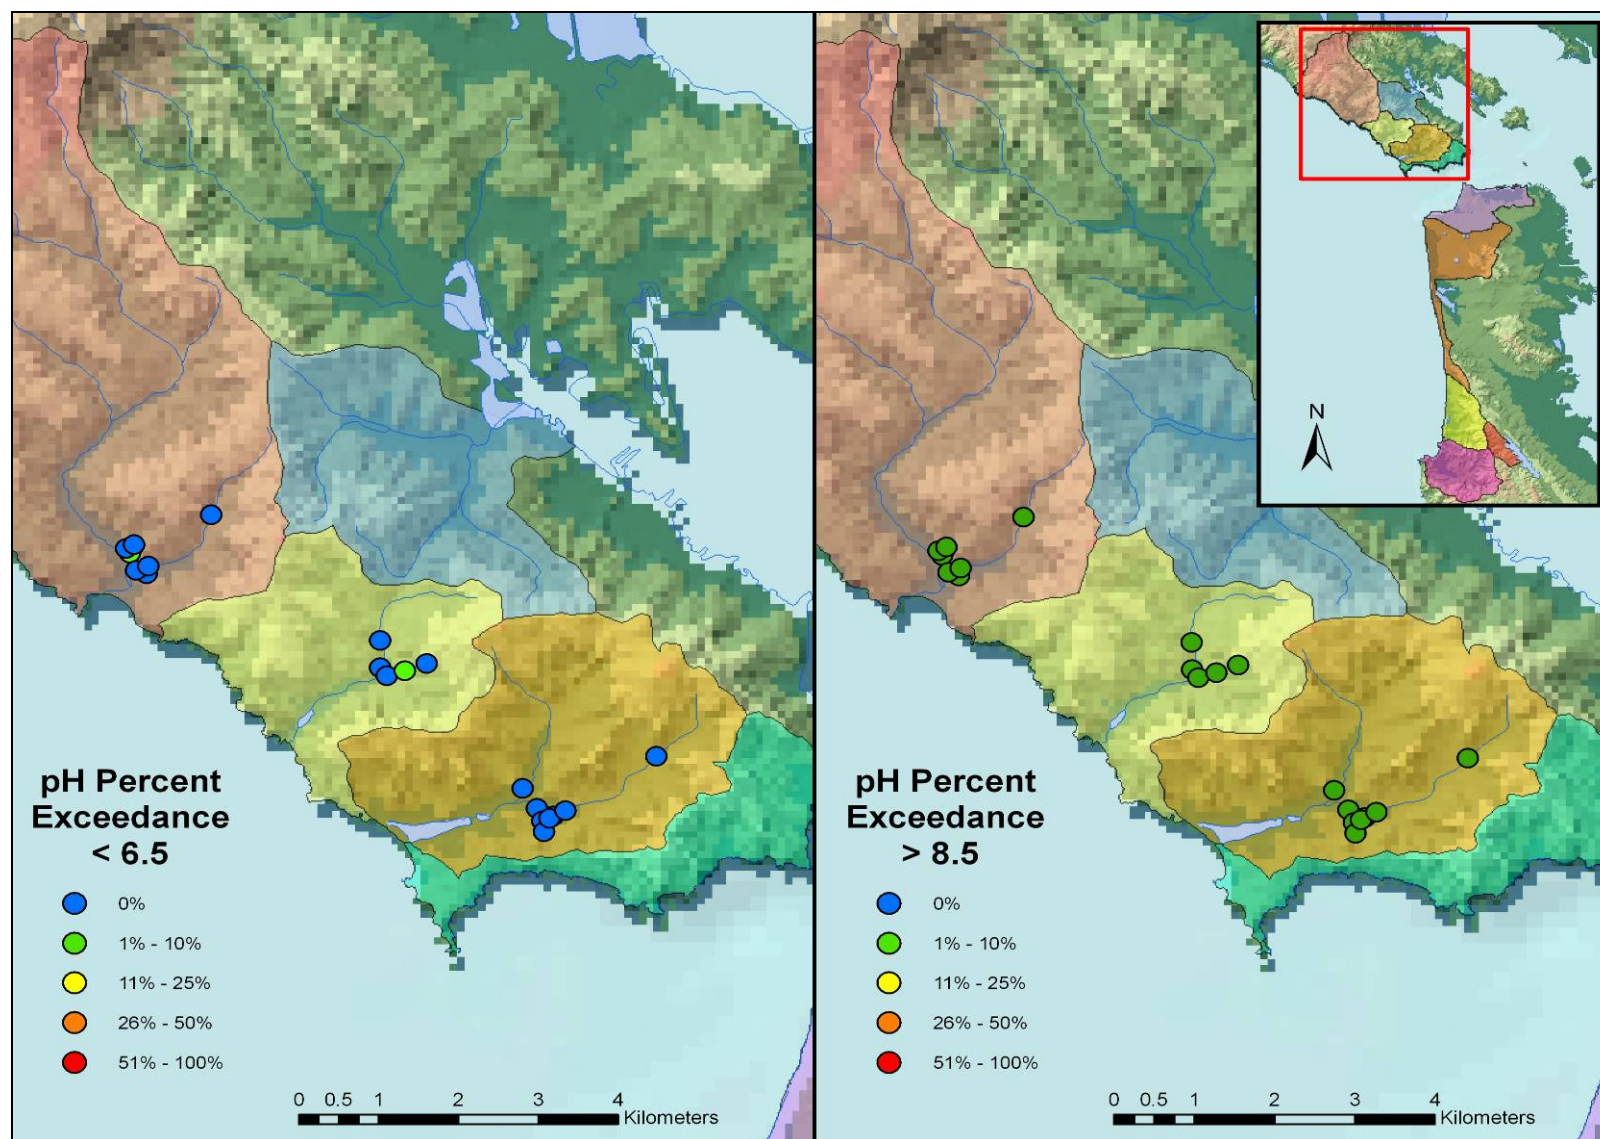 N
pH Percent
Exceedance
< 6.5
0%
1% - 10%
11% - 25%
26% - 50%
51% - 100%
0 0.5 1 2 3 4
Kilometers
pH Percent
Exceedance
> 8.5
0%
1% - 10%
11% - 25%
26% - 50%
51% - 100%
0 0.5 1 2 3 4
Kilometers